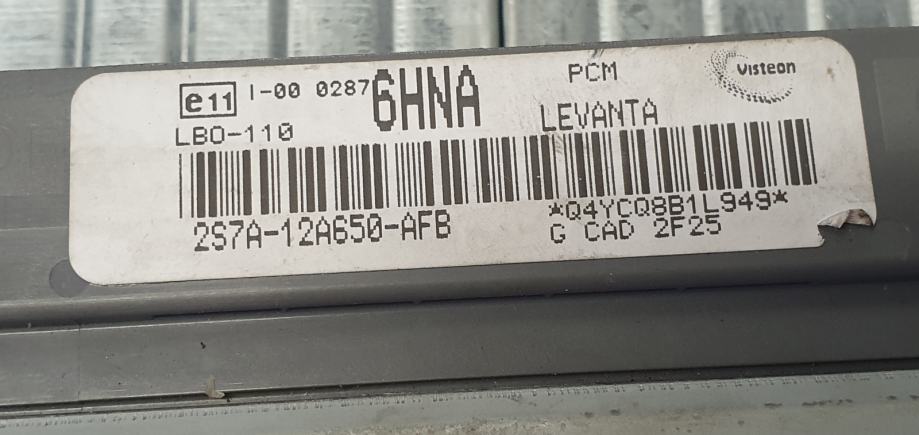 e11 I-00 0287 6HNA PCM Visteon
LBO-110 LEVANTA
2S7A-12A650-AFB *Q4YCQ8B1L949*
G CAD 2F25